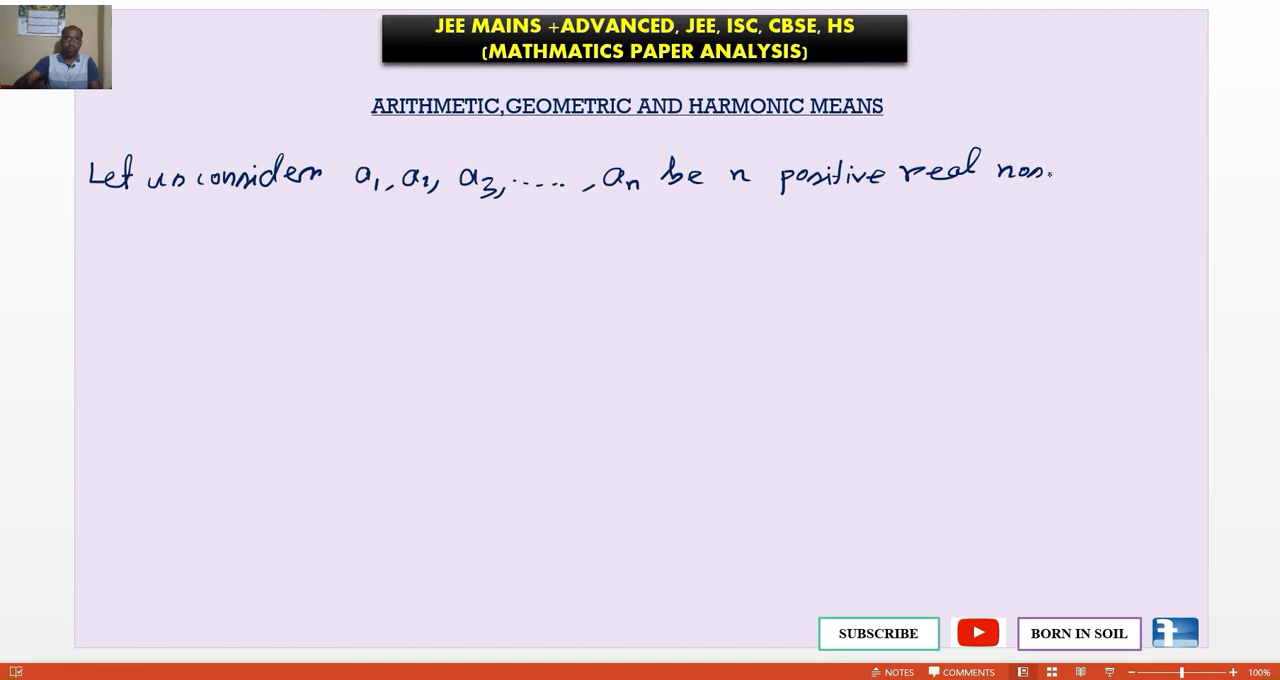 JEE MAINS +ADVANCED, JEE, ISC, CBSE, HS
(MATHMATICS PAPER ANALYSIS)
ARITHMETIC,GEOMETRIC AND HARMONIC MEANS
Let us consider a₁, a₂, a₃, ....., aₙ be n positive real nos.
SUBSCRIBE
BORN IN SOIL
NOTES
COMMENTS
100%